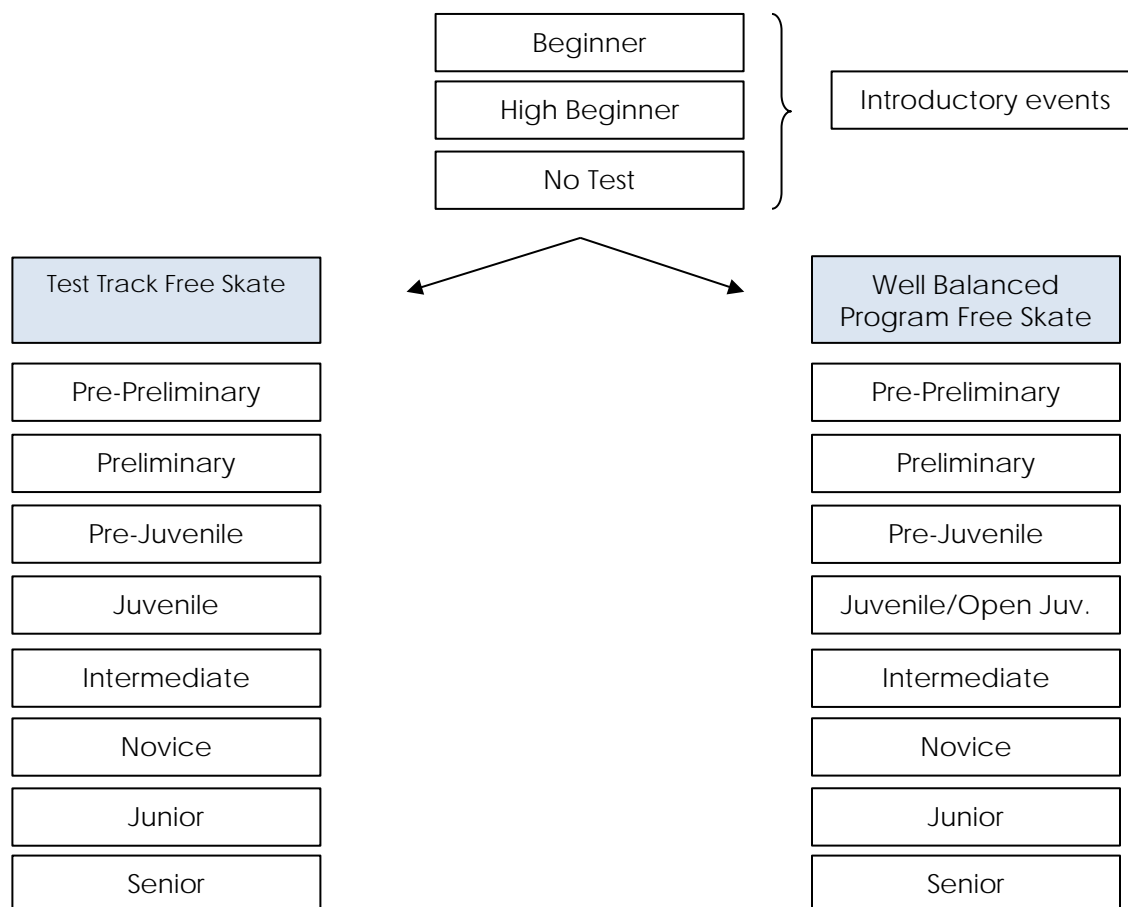 Beginner
High Beginner
No Test
Introductory events
Test Track Free Skate
Pre-Preliminary
Preliminary
Pre-Juvenile
Juvenile
Intermediate
Novice
Junior
Senior
Well Balanced
Program Free Skate
Pre-Preliminary
Preliminary
Pre-Juvenile
Juvenile/Open Juv.
Intermediate
Novice
Junior
Senior